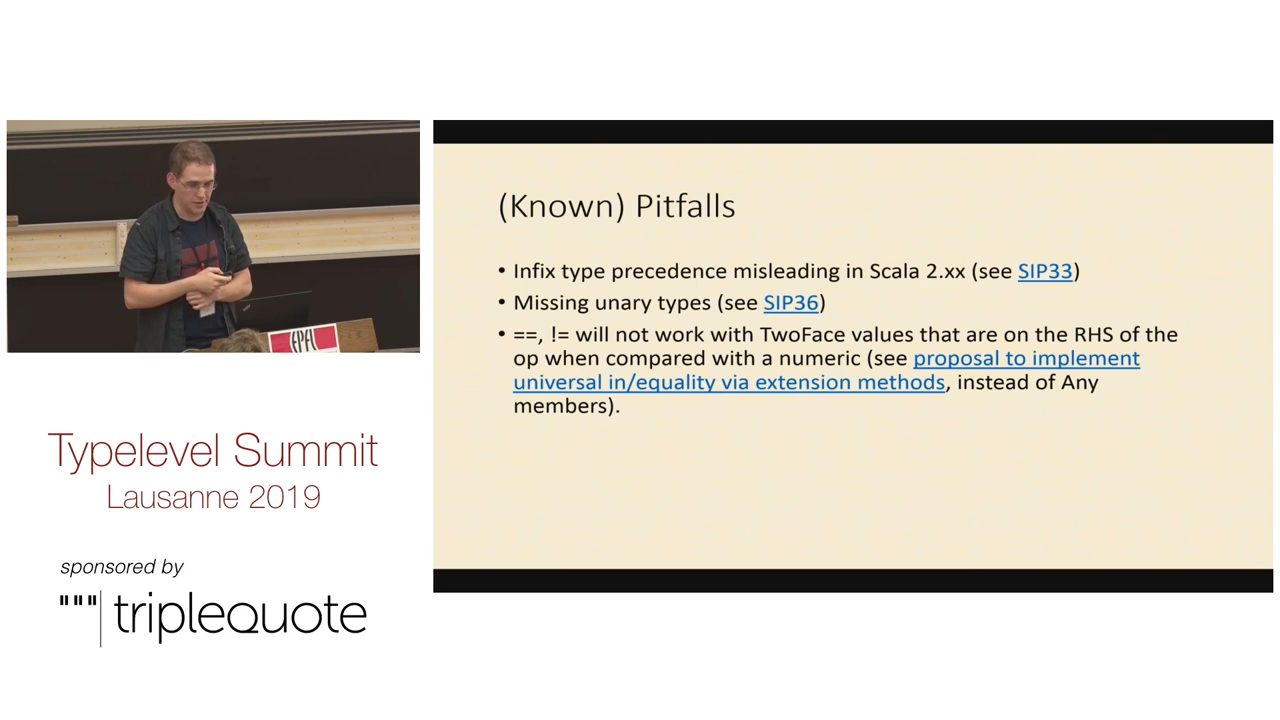 EPFL
Typelevel Summit
Lausanne 2019
sponsored by
triplequote
(Known) Pitfalls
• Infix type precedence misleading in Scala 2.xx (see SIP33)
• Missing unary types (see SIP36)
• ==, != will not work with TwoFace values that are on the RHS of the
op when compared with a numeric (see proposal to implement
universal in/equality via extension methods, instead of Any
members).